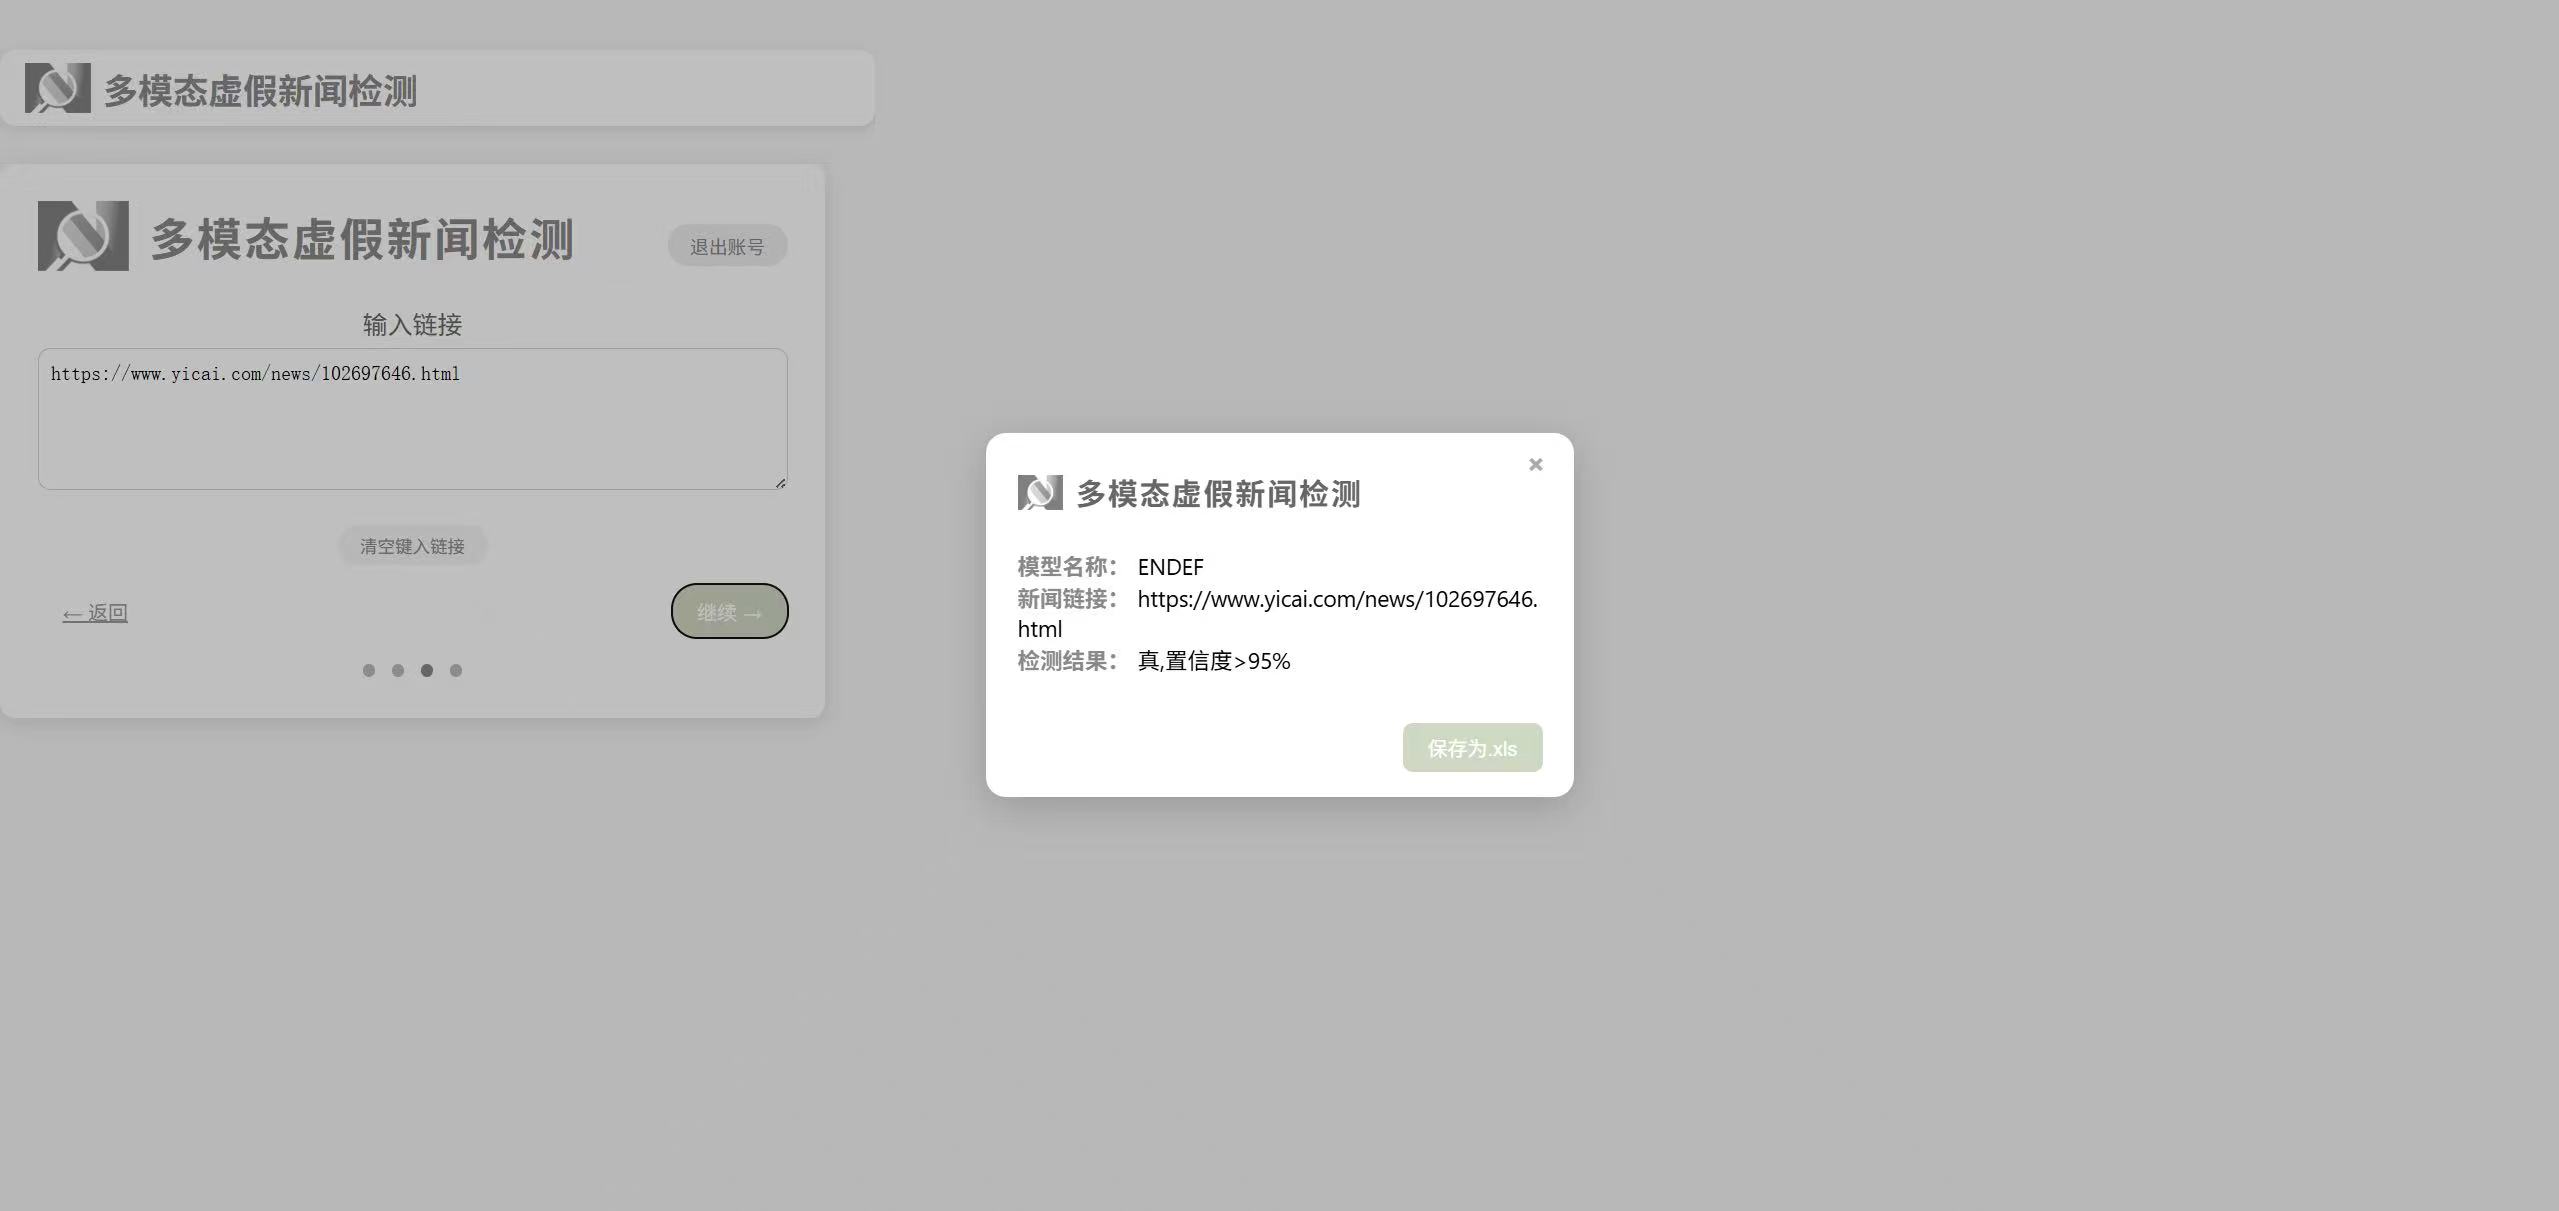 多模态虚假新闻检测
多模态虚假新闻检测
退出账号
输入链接
https://www.yicai.com/news/102697646.html
清空键入链接
← 返回
继续 →
×
多模态虚假新闻检测
模型名称： ENDEF
新闻链接： https://www.yicai.com/news/102697646.
html
检测结果： 真,置信度>95%
保存为.xls